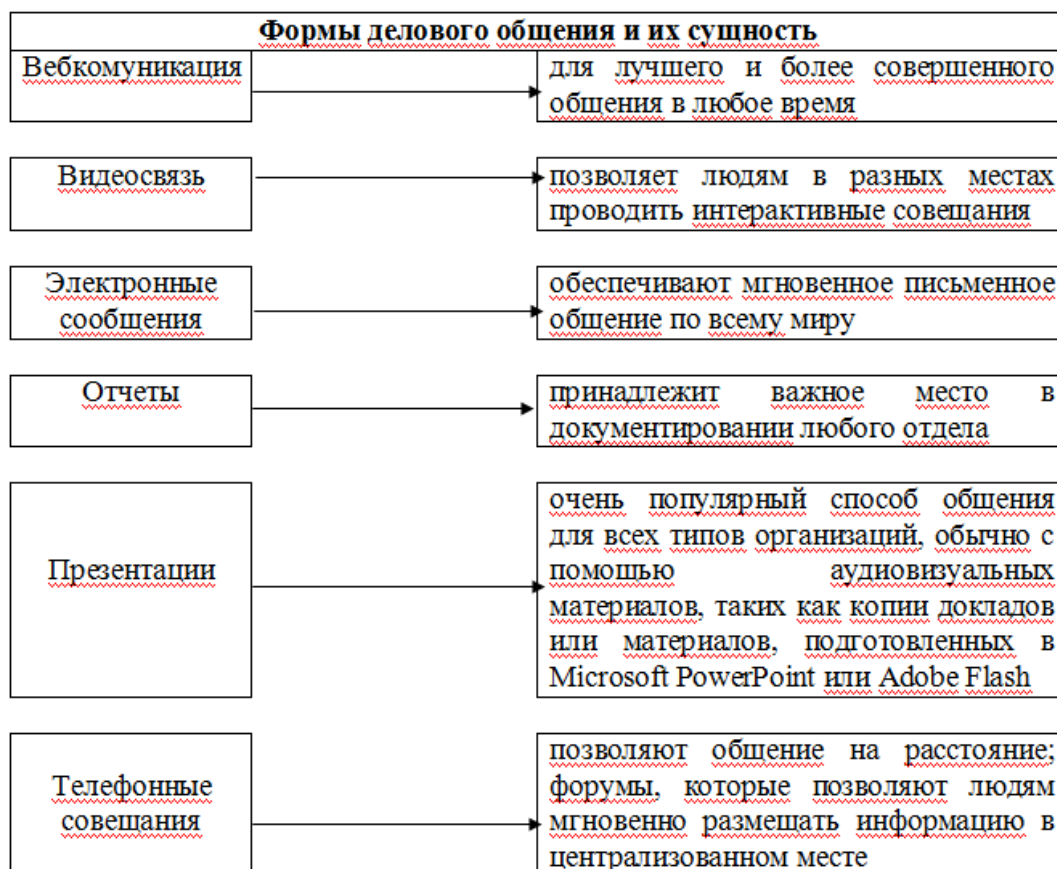 Формы делового общения и их сущность
Вебкомуникация
для лучшего и более совершенного
общения в любое время
Видеосвязь
позволяет людям в разных местах
проводить интерактивные совещания
Электронные
сообщения
обеспечивают мгновенное письменное
общение по всему миру
Отчеты
принадлежит важное место в
документировании любого отдела
Презентации
очень популярный способ общения
для всех типов организаций, обычно с
помощью аудиовизуальных
материалов, таких как копии докладов
или материалов, подготовленных в
Microsoft PowerPoint или Adobe Flash
Телефонные
совещания
позволяют общение на расстояние;
форумы, которые позволяют людям
мгновенно размещать информацию в
централизованном месте